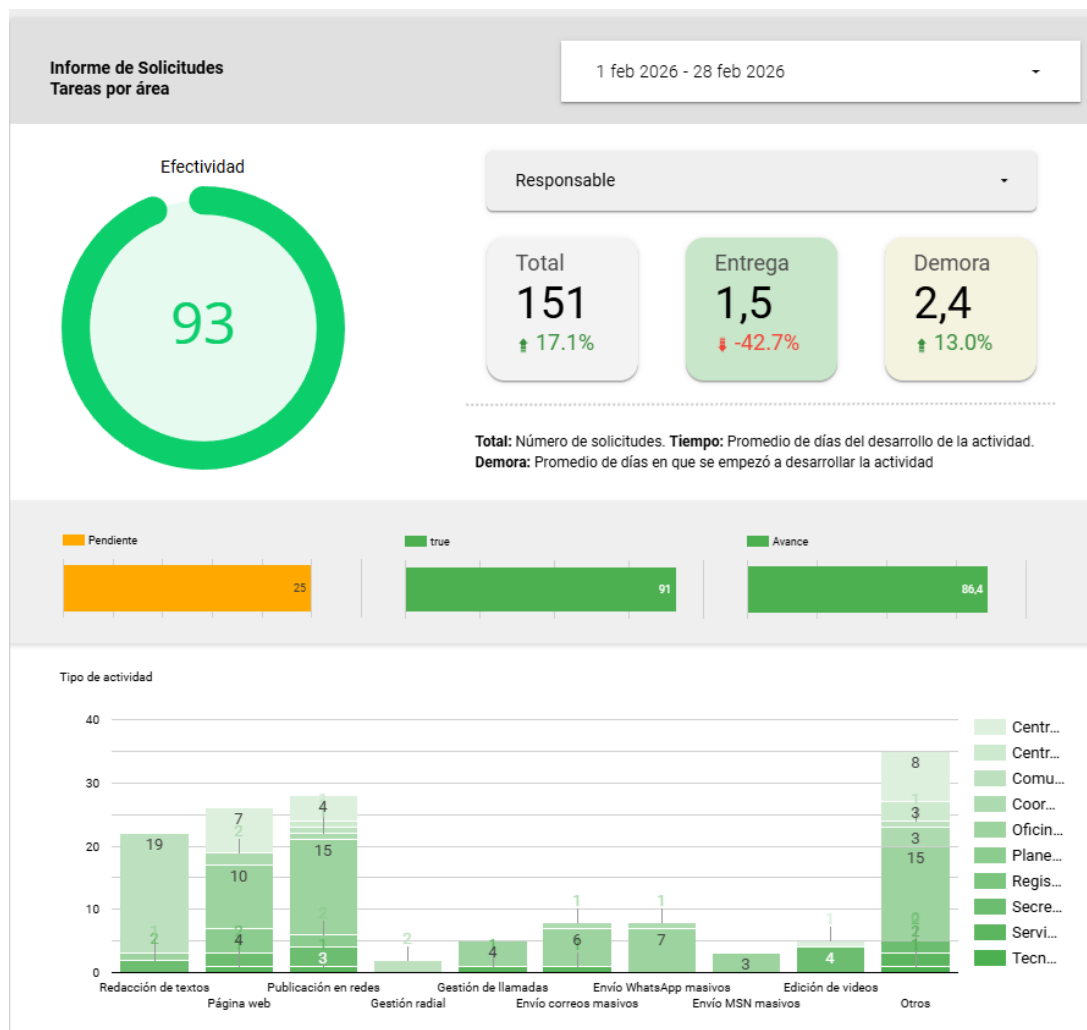 Informe de Solicitudes
Tareas por área
1 feb 2026 - 28 feb 2026
Efectividad
93
Responsable
Total
151
17.1%
Entrega
1,5
-42.7%
Demora
2,4
13.0%
Total: Número de solicitudes. Tiempo: Promedio de días del desarrollo de la actividad.
Demora: Promedio de días en que se empezó a desarrollar la actividad
Pendiente
25
true
91
Avance
86,4
Tipo de actividad
40
30
20
10
0
19
1
2
7
2
10
4
4
15
2
1
3
2
1
4
1
6
1
7
3
1
4
8
1
3
3
15
2
2
Redacción de textos
Página web
Publicación en redes
Gestión radial
Gestión de llamadas
Envío correos masivos
Envío WhatsApp masivos
Envío MSN masivos
Edición de videos
Otros
Centr...
Centr...
Comu...
Coor...
Oficin...
Plane...
Regis...
Secre...
Servi...
Tecn...